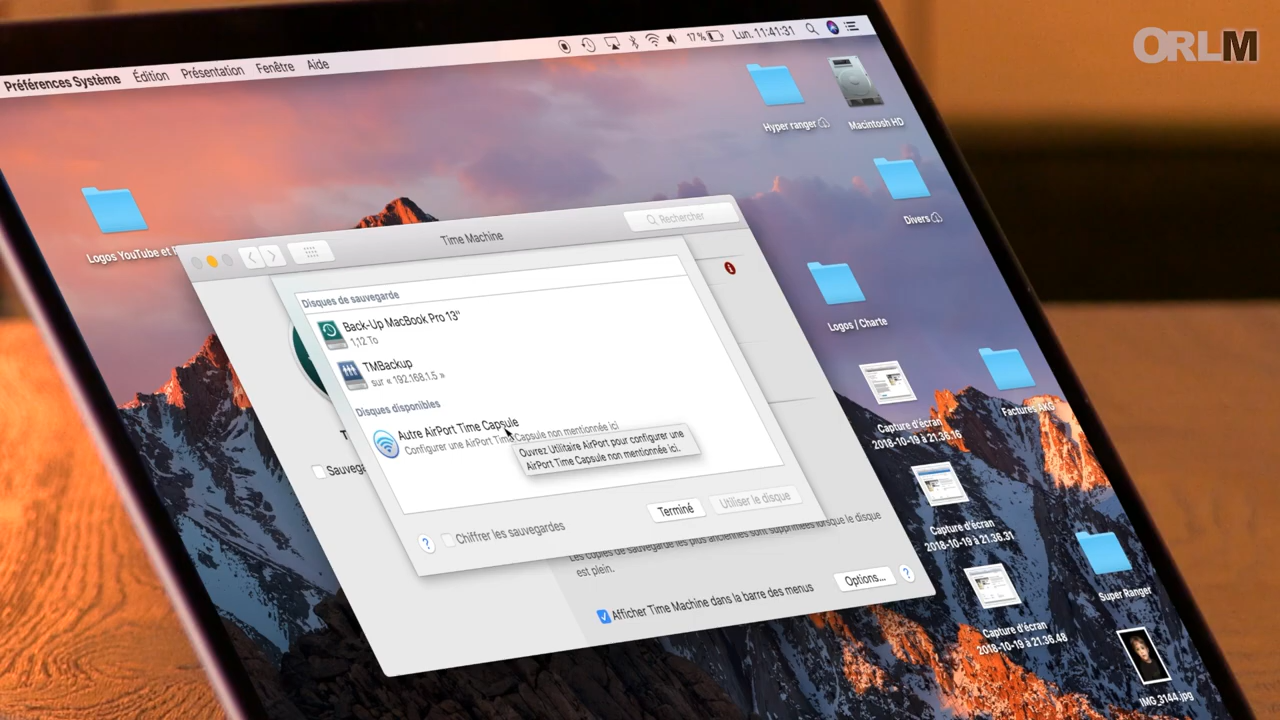 ORLM
Préférences Système Édition Présentation Fenêtre Aide
17% Lun. 11:41:31
Hyper ranger
Macintosh HD
Divers
Logos YouTube et
Logos / Charte
Factures AKG
Capture d'écran
2018-10-19 à 21.36.16
Capture d'écran
2018-10-19 à 21.36.31
Capture d'écran
2018-10-19 à 21.36.48
Super Ranger
IMG_3144.jpg
Time Machine
Rechercher
Disques de sauvegarde
Back-Up MacBook Pro 13"
1,12 To
TMBackup
sur « 192.168.1.5 »
Disques disponibles
Autre AirPort Time Capsule
Configurer une AirPort Time Capsule non mentionnée ici
Ouvrez Utilitaire AirPort pour configurer une
AirPort Time Capsule non mentionnée ici.
Chiffrer les sauvegardes
Terminé
Utiliser le disque
Les copies de sauvegarde les plus anciennes sont supprimées lorsque le disque
est plein.
Afficher Time Machine dans la barre des menus
Options...
?
?